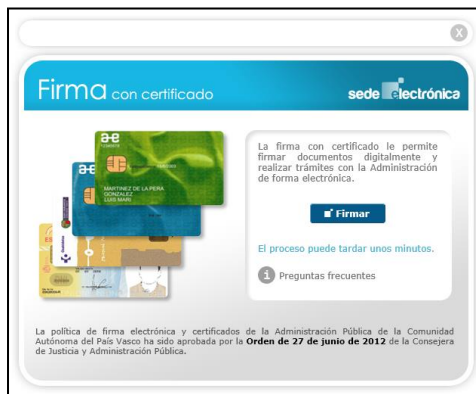 X
Firma con certificado
sede electrónica
æ
æ
MARTINEZ DE LA PEÑA
GONZALEZ
LUIS MARI
La firma con certificado le permite
firmar documentos digitalmente y
realizar trámites con la Administración
de forma electrónica.
Firmar
El proceso puede tardar unos minutos.
i Preguntas frecuentes
La política de firma electrónica y certificados de la Administración Pública de la Comunidad
Autónoma del País Vasco ha sido aprobada por la Orden de 27 de junio de 2012 de la Consejera
de Justicia y Administración Pública.